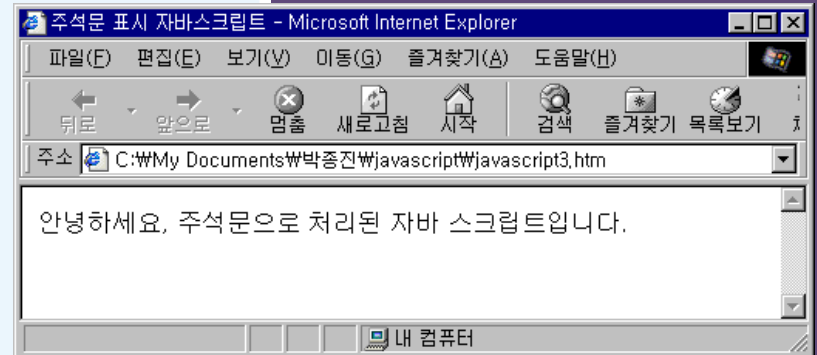 주석문 표시 자바스크립트 - Microsoft Internet Explorer
파일(F) 편집(E) 보기(V) 이동(G) 즐겨찾기(A) 도움말(H)
뒤로 앞으로 멈춤 새로고침 시작 검색 즐겨찾기 목록보기
주소 C:₩My Documents₩박종진₩javascript₩javascript3.htm
안녕하세요, 주석문으로 처리된 자바 스크립트입니다.
내 컴퓨터